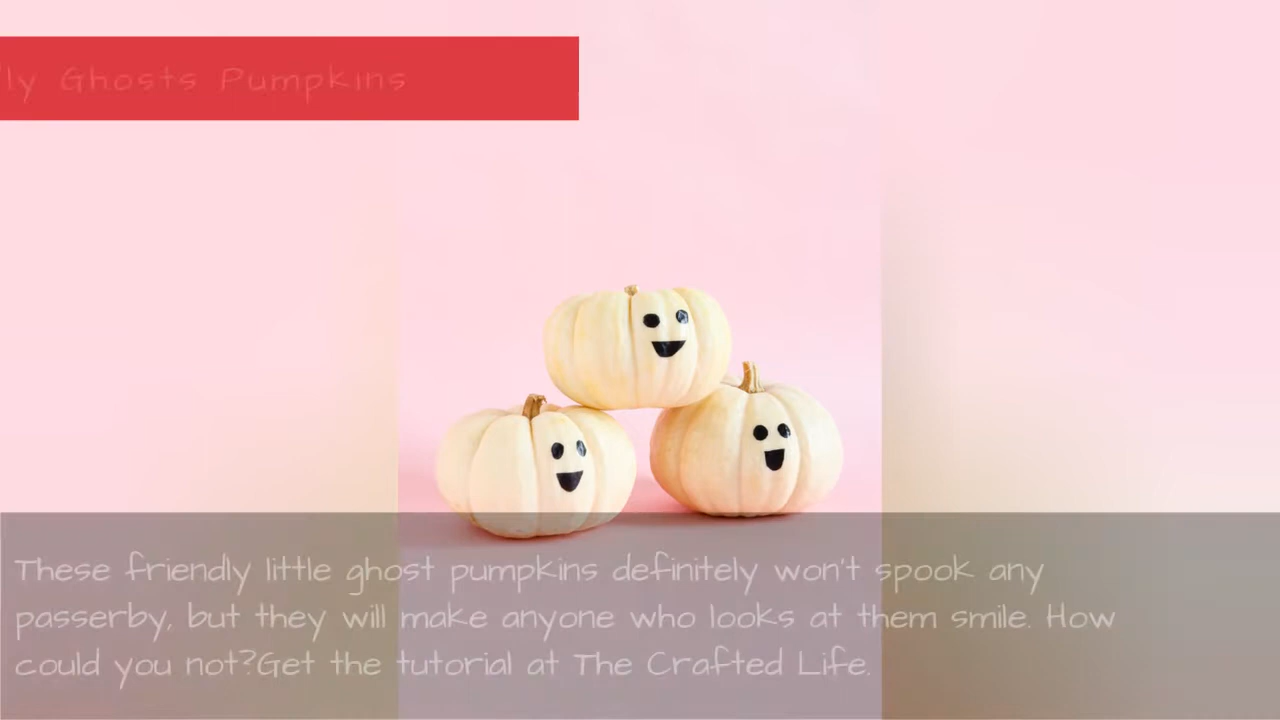 ly Ghosts Pumpkins
These friendly little ghost pumpkins definitely won't spook any
passerby, but they will make anyone who looks at them smile. How
could you not?Get the tutorial at The Crafted Life.